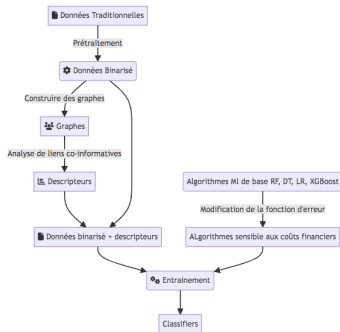 Données Traditionnelles
Prétraitement
Données Binarisé
Construire des graphes
Graphes
Analyse de liens co-informatives
Descripteurs
Algorithmes Ml de base RF, DT, LR, XGBoost
Modification de la fonction d'erreur
Données binarisé + descripteurs
ALgorithmes sensible aux coûts financiers
Entrainement
Classifiers